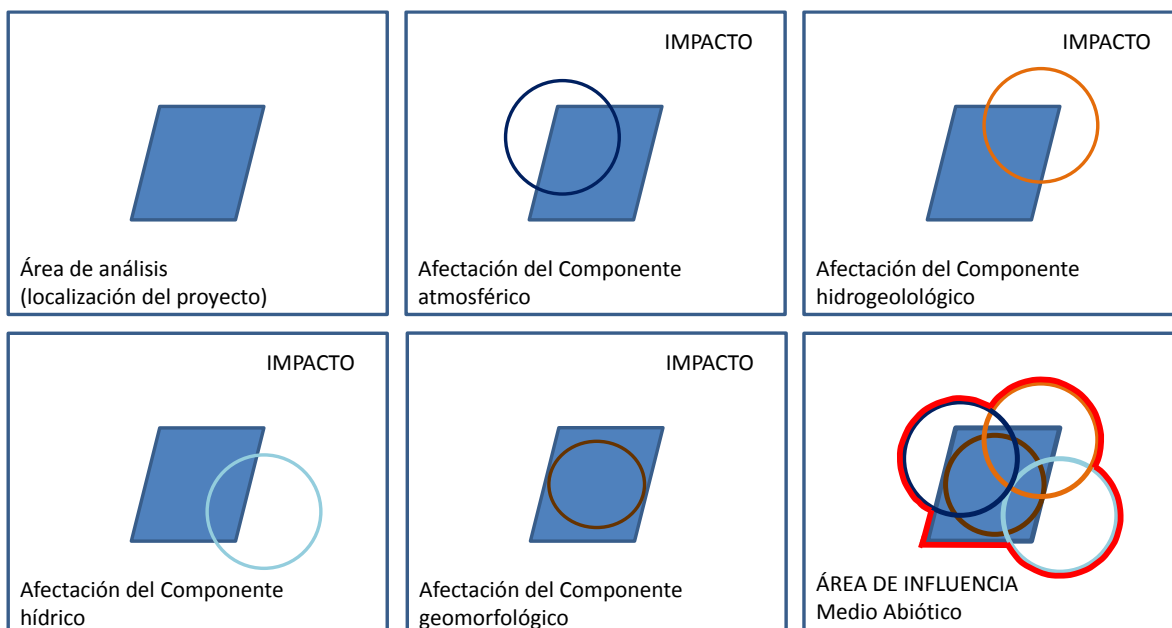 Área de análisis
(localización del proyecto)
IMPACTO
Afectación del Componente
atmosférico
IMPACTO
Afectación del Componente
hidrogeolológico
IMPACTO
Afectación del Componente
hídrico
IMPACTO
Afectación del Componente
geomorfológico
ÁREA DE INFLUENCIA
Medio Abiótico